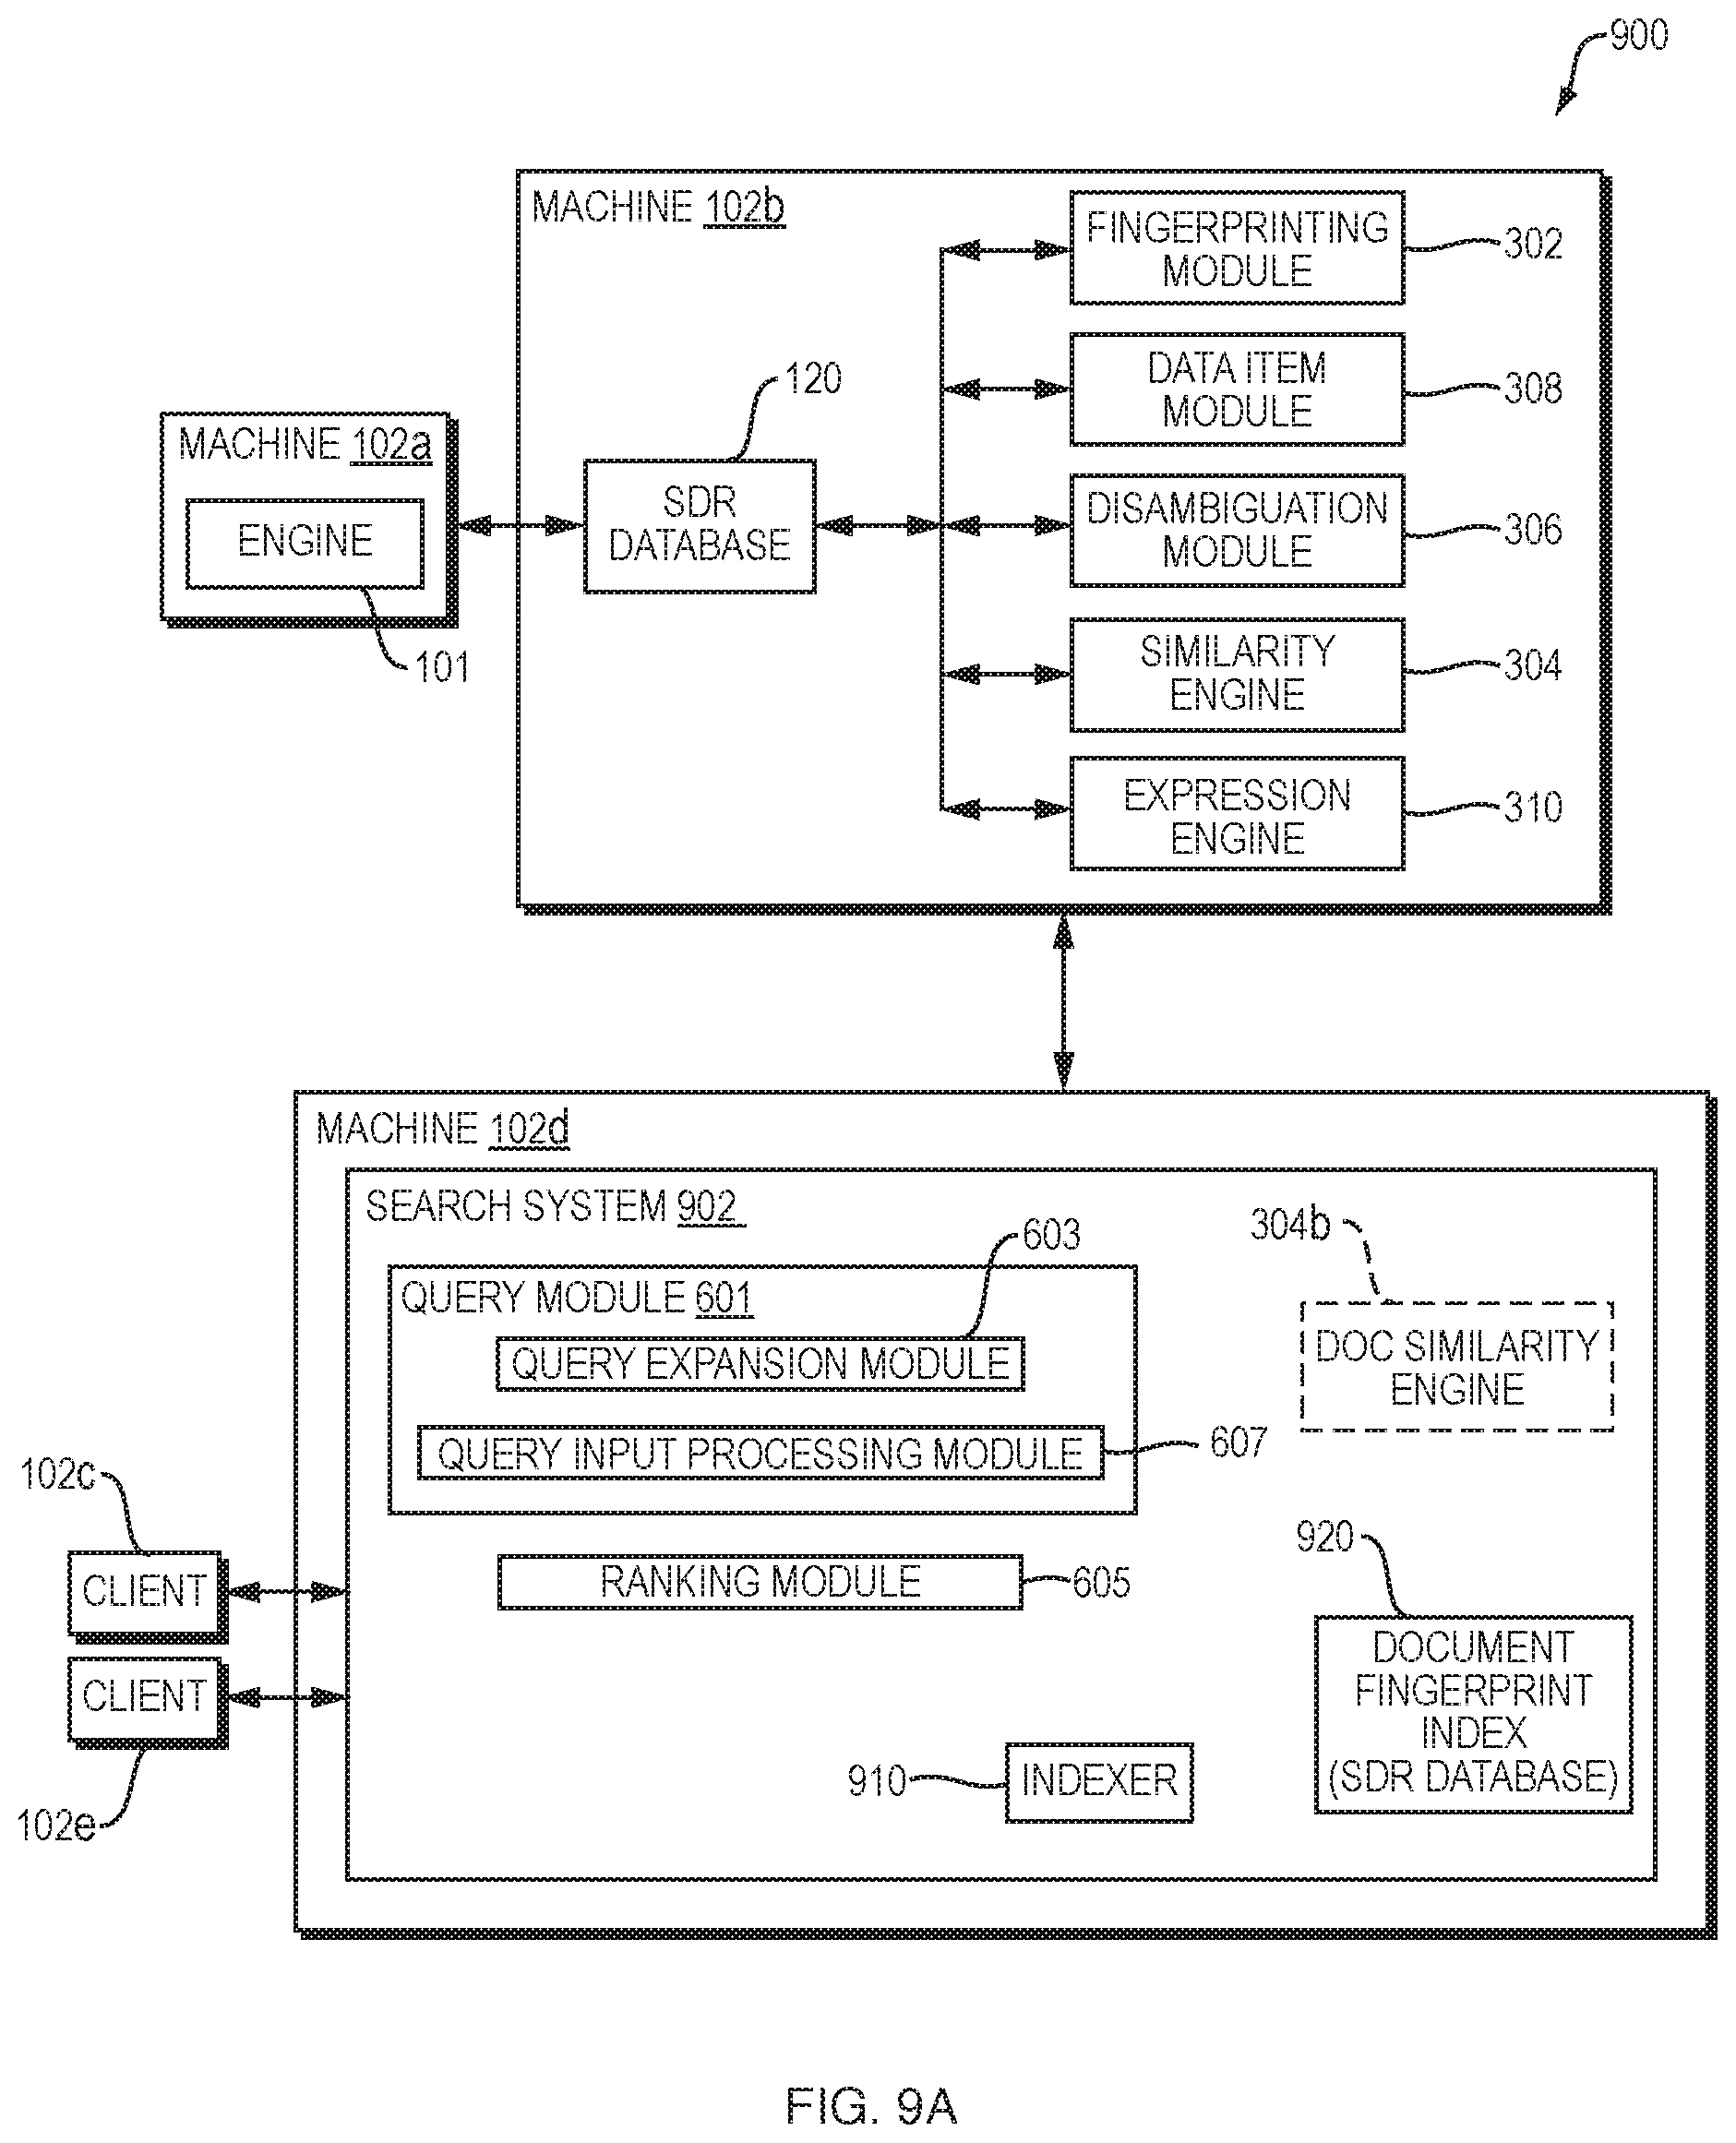 900
MACHINE 102b
FINGERPRINTING
MODULE
302
DATA ITEM
MODULE
308
120
MACHINE 102a
ENGINE
101
SDR
DATABASE
DISAMBIGUATION
MODULE
306
SIMILARITY
ENGINE
304
EXPRESSION
ENGINE
310
MACHINE 102d
SEARCH SYSTEM 902
603
304b
QUERY MODULE 601
QUERY EXPANSION MODULE
DOC SIMILARITY
ENGINE
QUERY INPUT PROCESSING MODULE
607
102c
CLIENT
RANKING MODULE
605
920
CLIENT
102e
DOCUMENT
FINGERPRINT
INDEX
(SDR DATABASE)
910
INDEXER
FIG. 9A